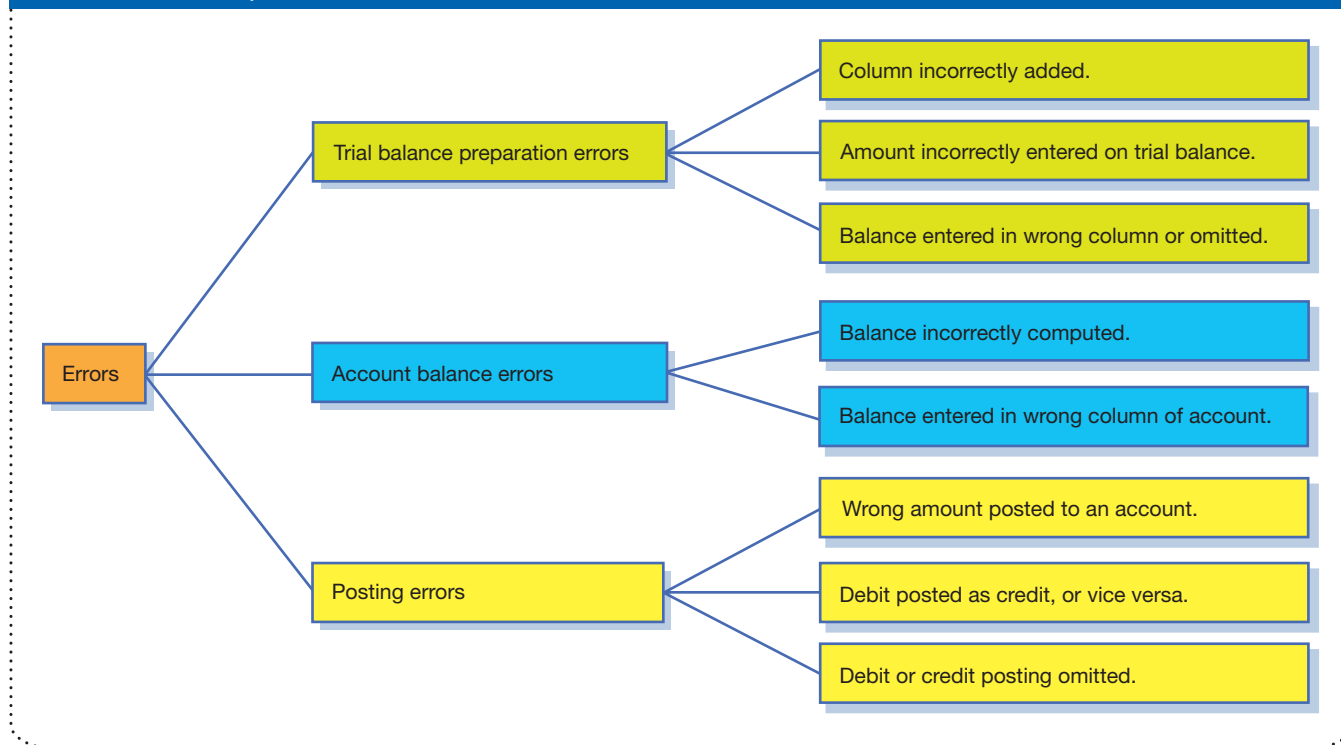 Column incorrectly added.
Trial balance preparation errors
Amount incorrectly entered on trial balance.
Balance entered in wrong column or omitted.
Balance incorrectly computed.
Errors
Account balance errors
Balance entered in wrong column of account.
Wrong amount posted to an account.
Posting errors
Debit posted as credit, or vice versa.
Debit or credit posting omitted.